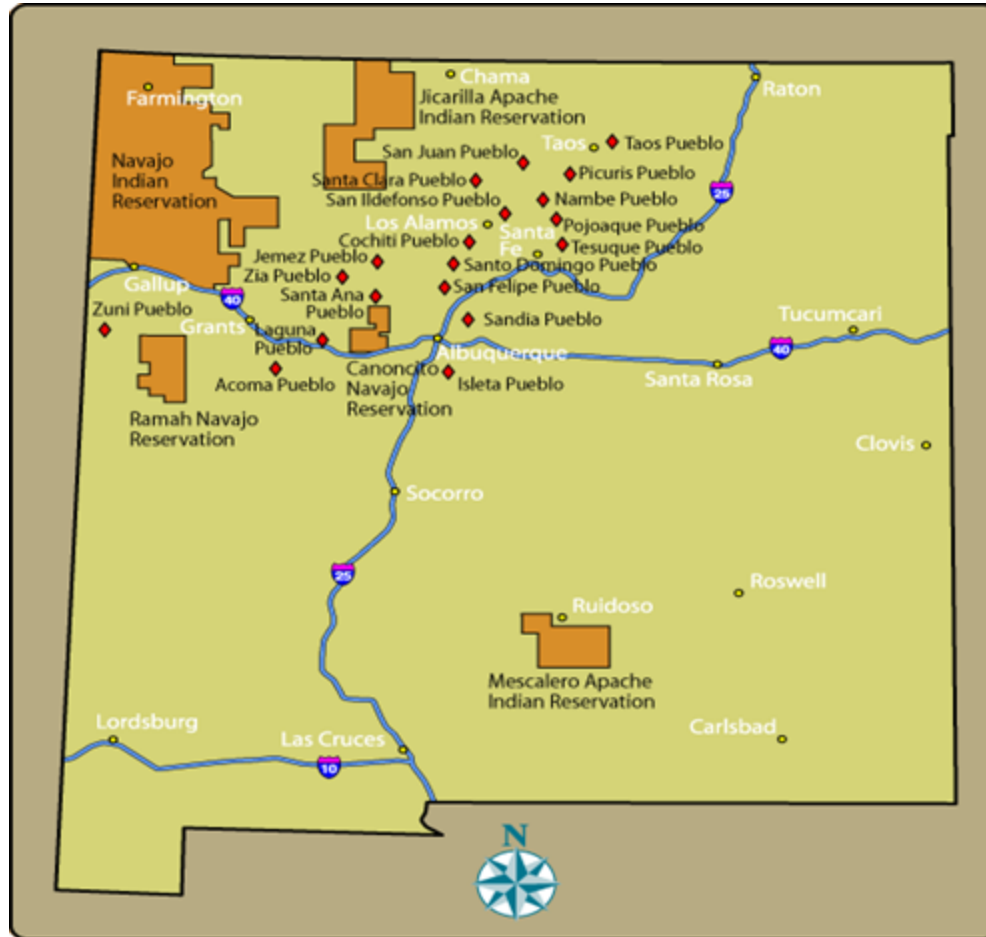 Chama
Raton
Farmington
Jicarilla Apache
Indian Reservation
Taos
Taos Pueblo
San Juan Pueblo
Navajo
Indian
Reservation
Santa Clara Pueblo
Picuris Pueblo
25
San Ildefonso Pueblo
Nambe Pueblo
Los Alamos
Santa
Fe
Pojoaque Pueblo
Cochiti Pueblo
Tesuque Pueblo
Jemez Pueblo
Santo Domingo Pueblo
Zia Pueblo
Gallup
San Felipe Pueblo
Santa Ana
Pueblo
40
Zuni Pueblo
Grants
Laguna
Pueblo
Sandia Pueblo
Tucumcari
40
Albuquerque
Canoncito
Navajo
Reservation
Acoma Pueblo
Isleta Pueblo
Santa Rosa
Ramah Navajo
Reservation
Clovis
Socorro
25
Roswell
Ruidoso
Mescalero Apache
Indian Reservation
Lordsburg
Las Cruces
Carlsbad
10
N